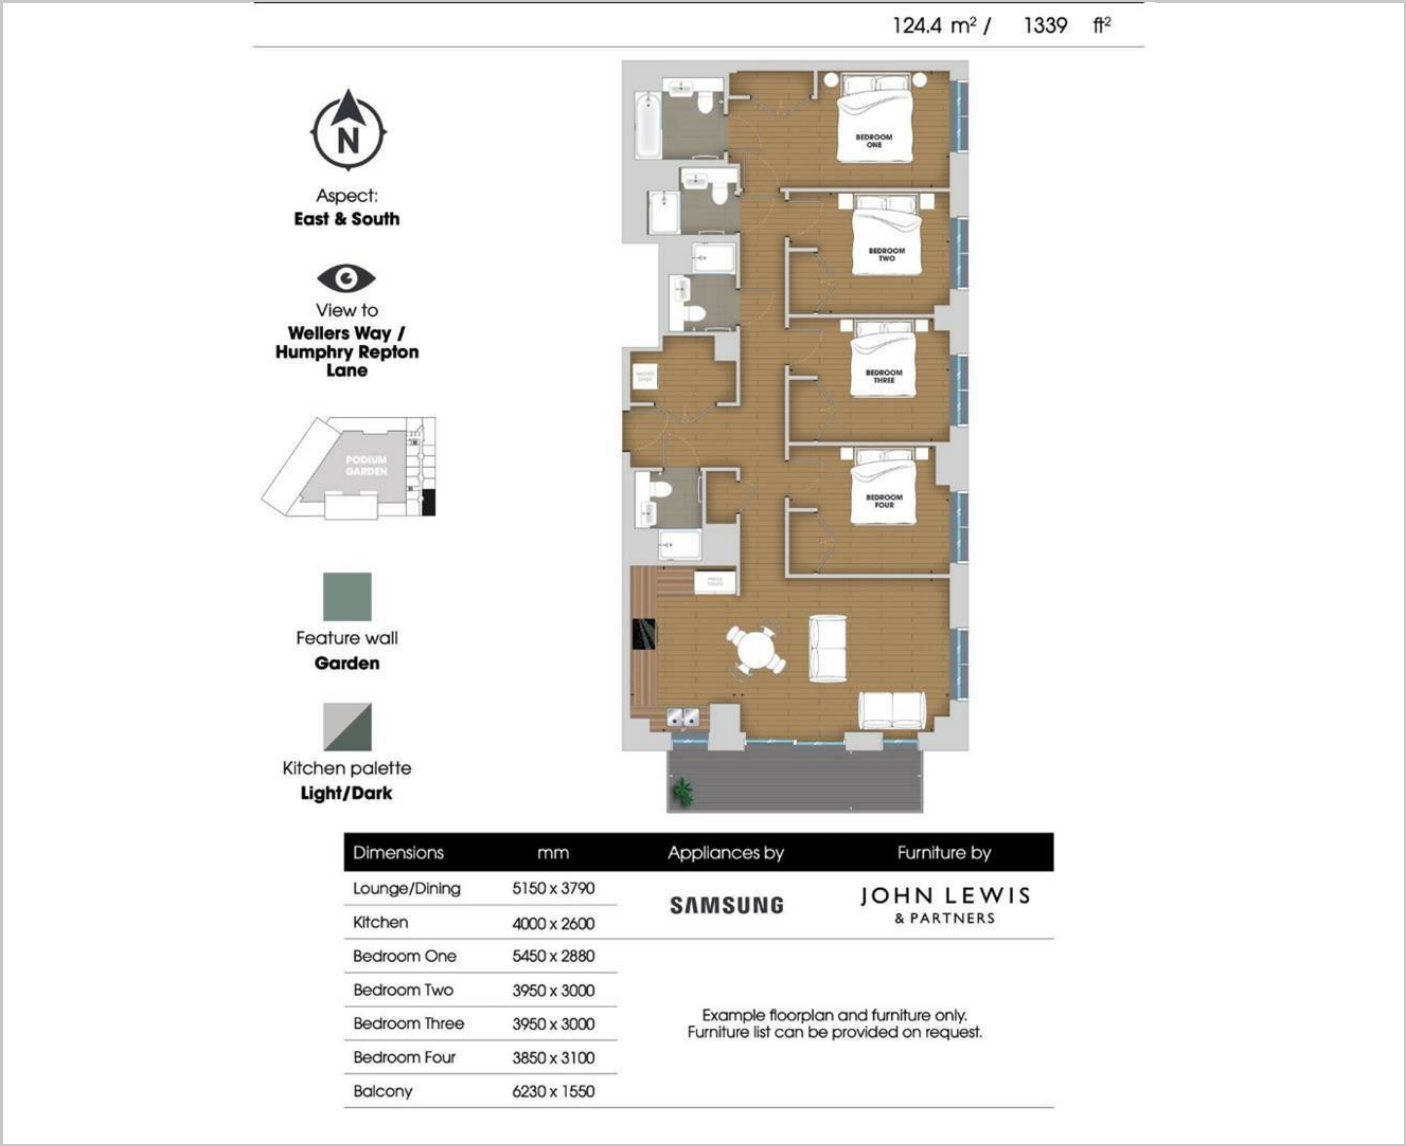 124.4 m² / 1339 ft²
N
Aspect:
East & South
View to
Wellers Way /
Humphry Repton
Lane
PODIUM
GARDEN
Feature wall
Garden
Kitchen palette
Light/Dark
BEDROOM
ONE
BEDROOM
TWO
BEDROOM
THREE
BEDROOM
FOUR
Dimensions mm Appliances by Furniture by
Lounge/Dining 5150 x 3790
Kitchen 4000 x 2600
Bedroom One 5450 x 2880
Bedroom Two 3950 x 3000
Bedroom Three 3950 x 3000
Bedroom Four 3850 x 3100
Balcony 6230 x 1550
SAMSUNG
JOHN LEWIS
& PARTNERS
Example floorplan and furniture only.
Furniture list can be provided on request.